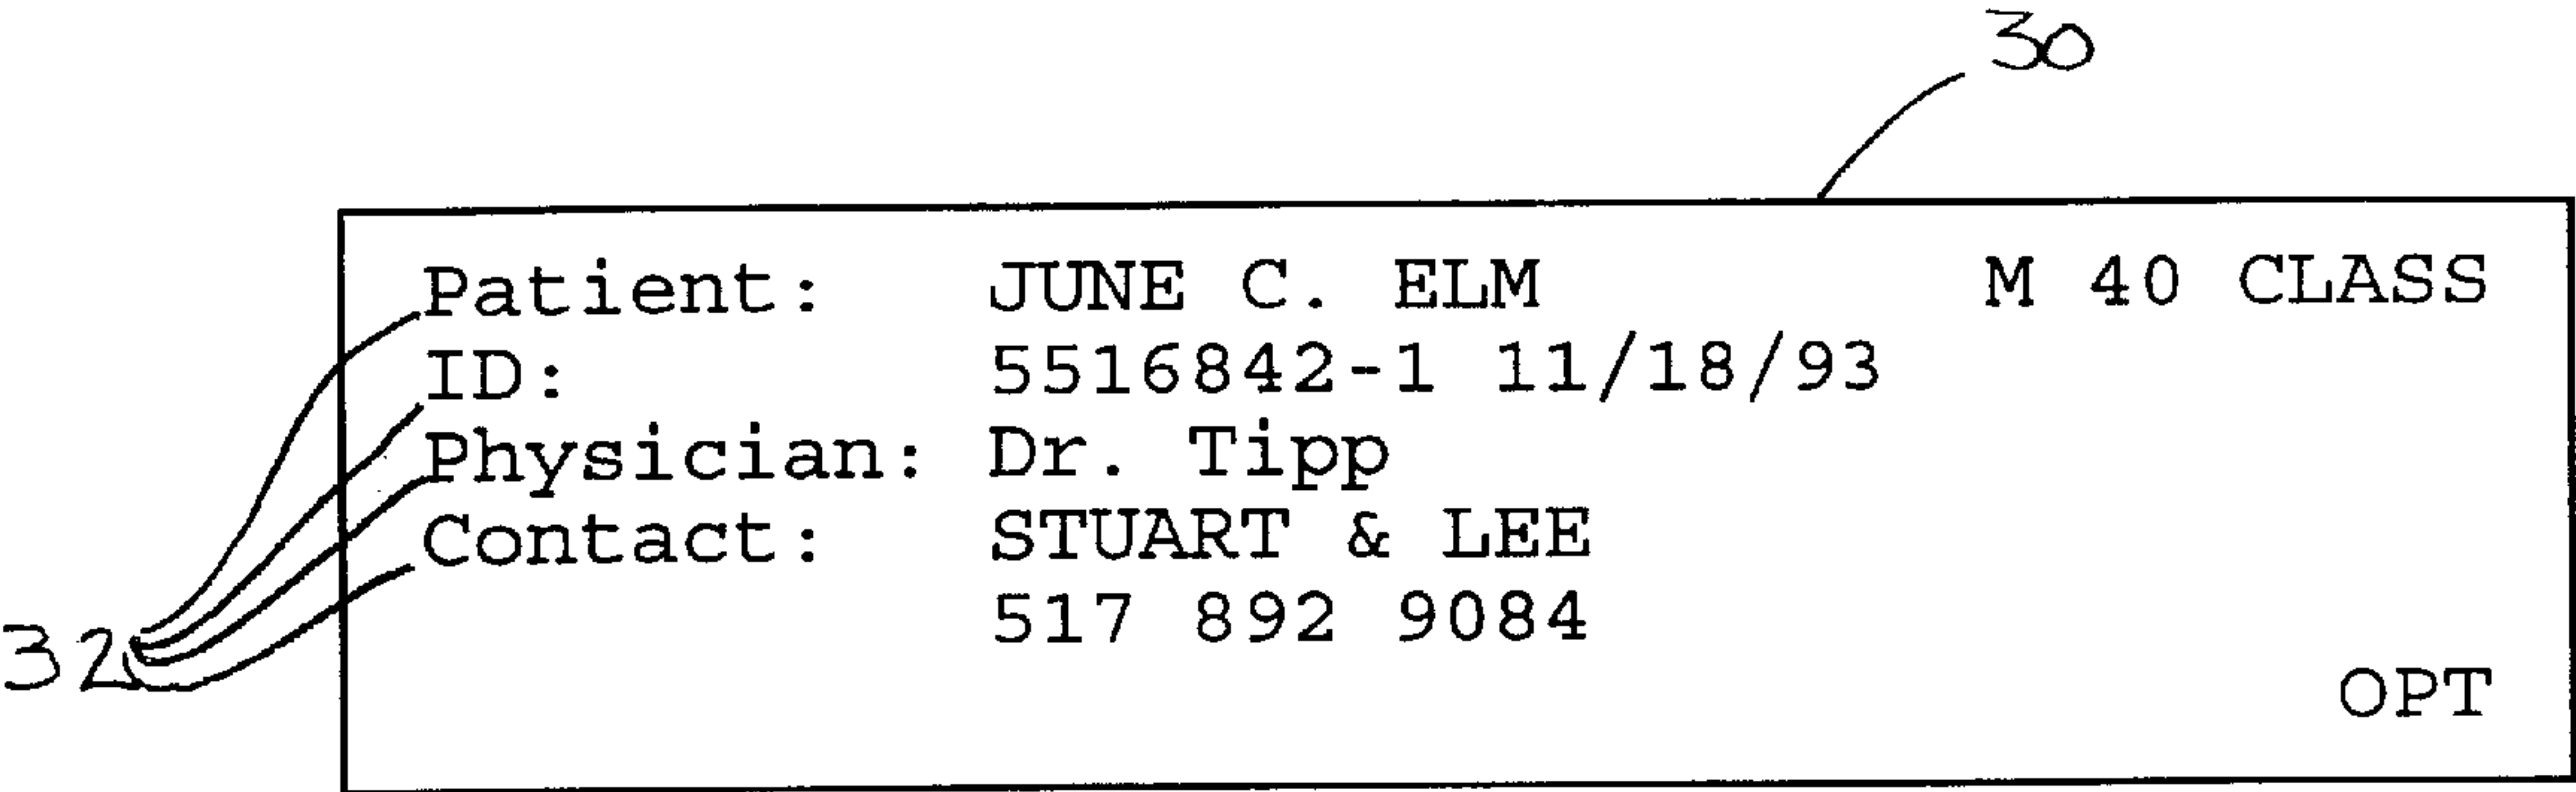 30
Patient: JUNE C. ELM M 40 CLASS
ID: 5516842-1 11/18/93
Physician: Dr. Tipp
Contact: STUART & LEE
517 892 9084
32
OPT